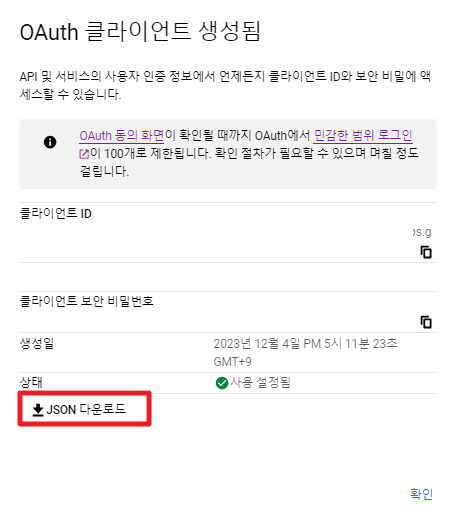 OAuth 클라이언트 생성됨
API 및 서비스의 사용자 인증 정보에서 언제든지 클라이언트 ID와 보안 비밀에 액
세스할 수 있습니다.
OAuth 동의 화면이 확인될 때까지 OAuth에서 민감한 범위 로그인
이 100개로 제한됩니다. 확인 절차가 필요할 수 있으며 며칠 정도
걸립니다.
클라이언트 ID
s.g
클라이언트 보안 비밀번호
생성일
2023년 12월 4일 PM 5시 11분 23초
GMT+9
상태
사용 설정됨
JSON 다운로드
확인